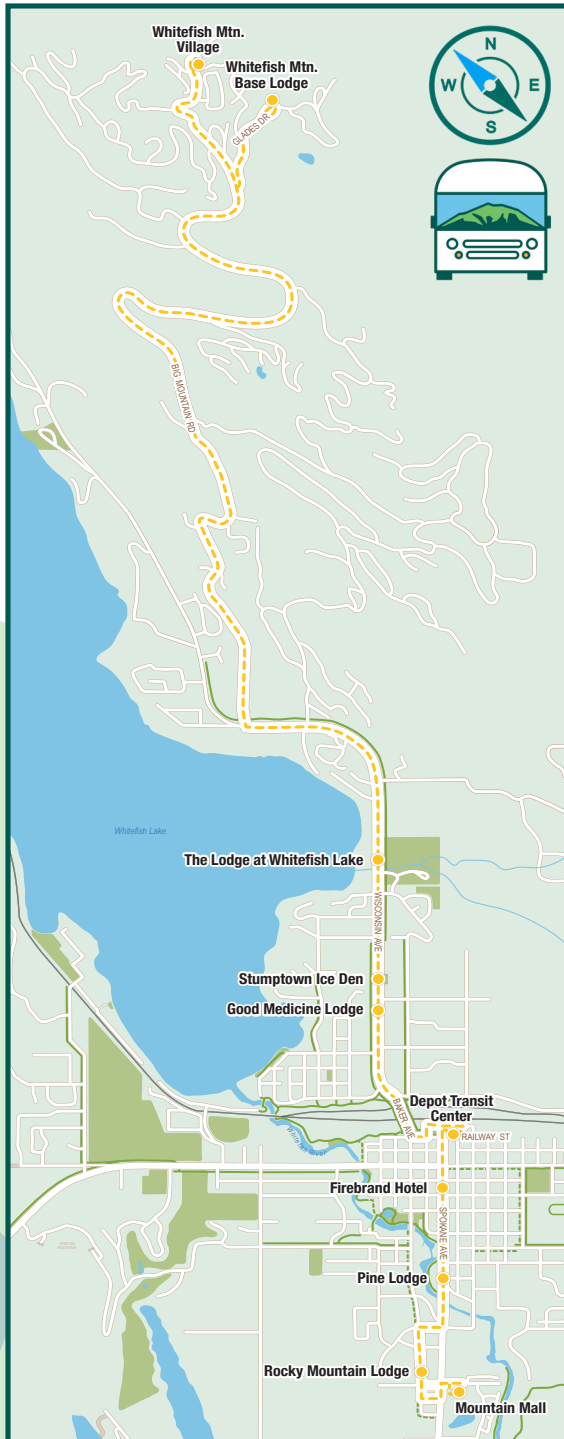 Whitefish Mtn.
Village
Whitefish Mtn.
Base Lodge
N
W
E
S
GLADES DR
BIG MOUNTAIN RD
Whitefish Lake
The Lodge at Whitefish Lake
WISCONSIN AVE
Stumptown Ice Den
Good Medicine Lodge
BAKER AVE
Depot Transit
Center
RAILWAY ST
Whitefish River
Firebrand Hotel
SPOKANE AVE
Pine Lodge
Rocky Mountain Lodge
Mountain Mall